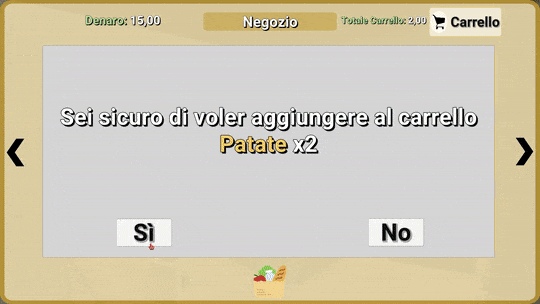 Denaro: 15,00
Negozio
Totale Carrello: 2,00
Carrello
Sei sicuro di voler aggiungere al carrello
Patate x2
Sì
No